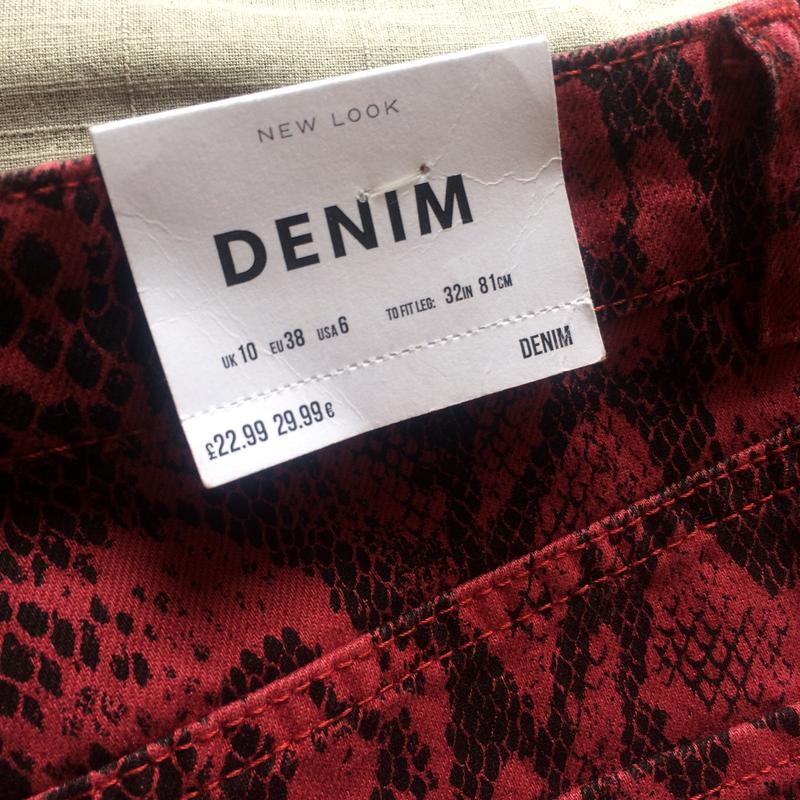 NEW LOOK
DENIM
UK 10 EU 38 USA 6 TO FIT LEG: 32IN 81CM
DENIM
£22.99 29.99€